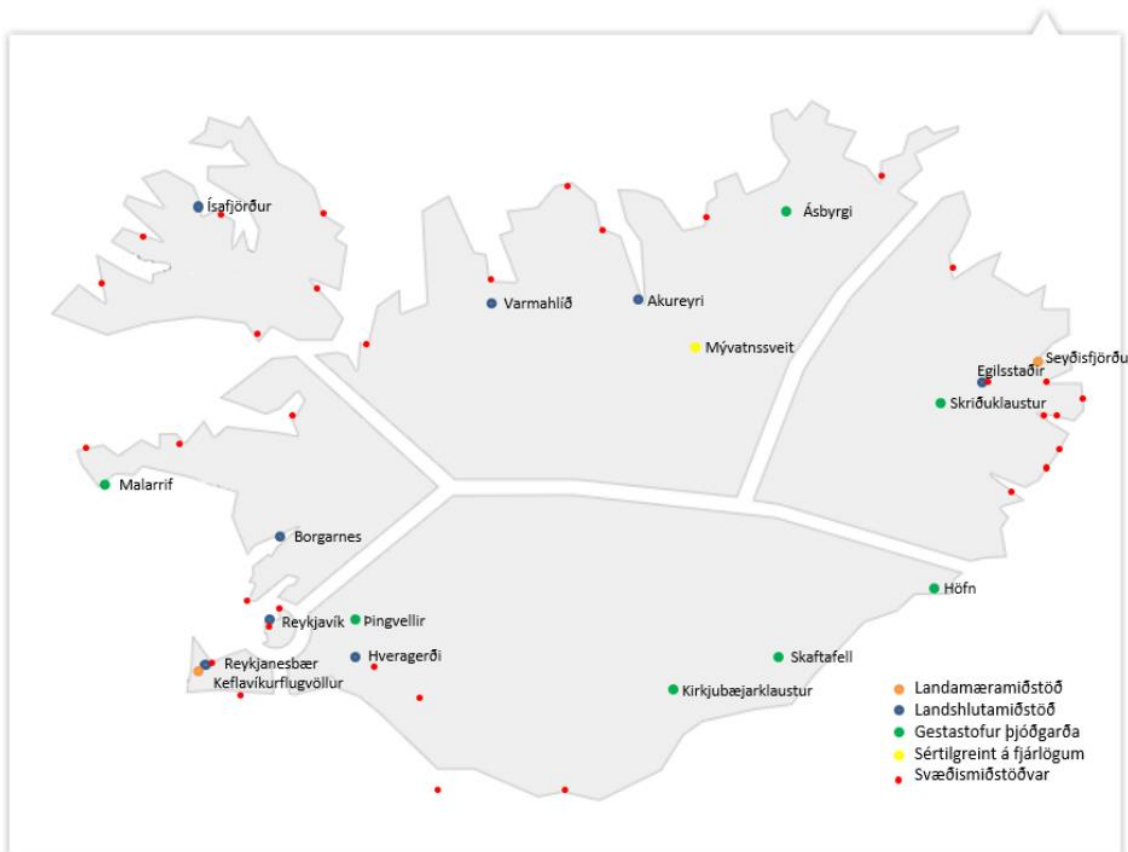 Ísafjörður
Ásbyrgi
Varmahlíð
Akureyri
Mývatnssveit
Seyðisfjörðu
Egilsstaðir
Skriðuklaustur
Malarrif
Borgarnes
Höfn
Reykjavík
Þingvellir
Hveragerði
Skaftafell
Reykjanesbær
Keflavíkurflugvöllur
Kirkjubæjarklaustur
Landamæramiðstöð
Landshlutamiðstöð
Gestastofur þjóðgarða
Sértilgreint á fjárlögum
Svæðismiðstöðvar